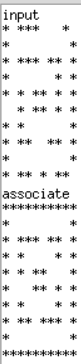 input
* ***   *
*       *
* *** ** *
*     * *
* ** ** *
  * ** *
* *     *
* **  ** *
*       *
* ** * **
associate
**********
*        *
* *** ** *
* *    * *
* * **   *
*   ** * *
* *    * *
* ** *** *
*        *
**********